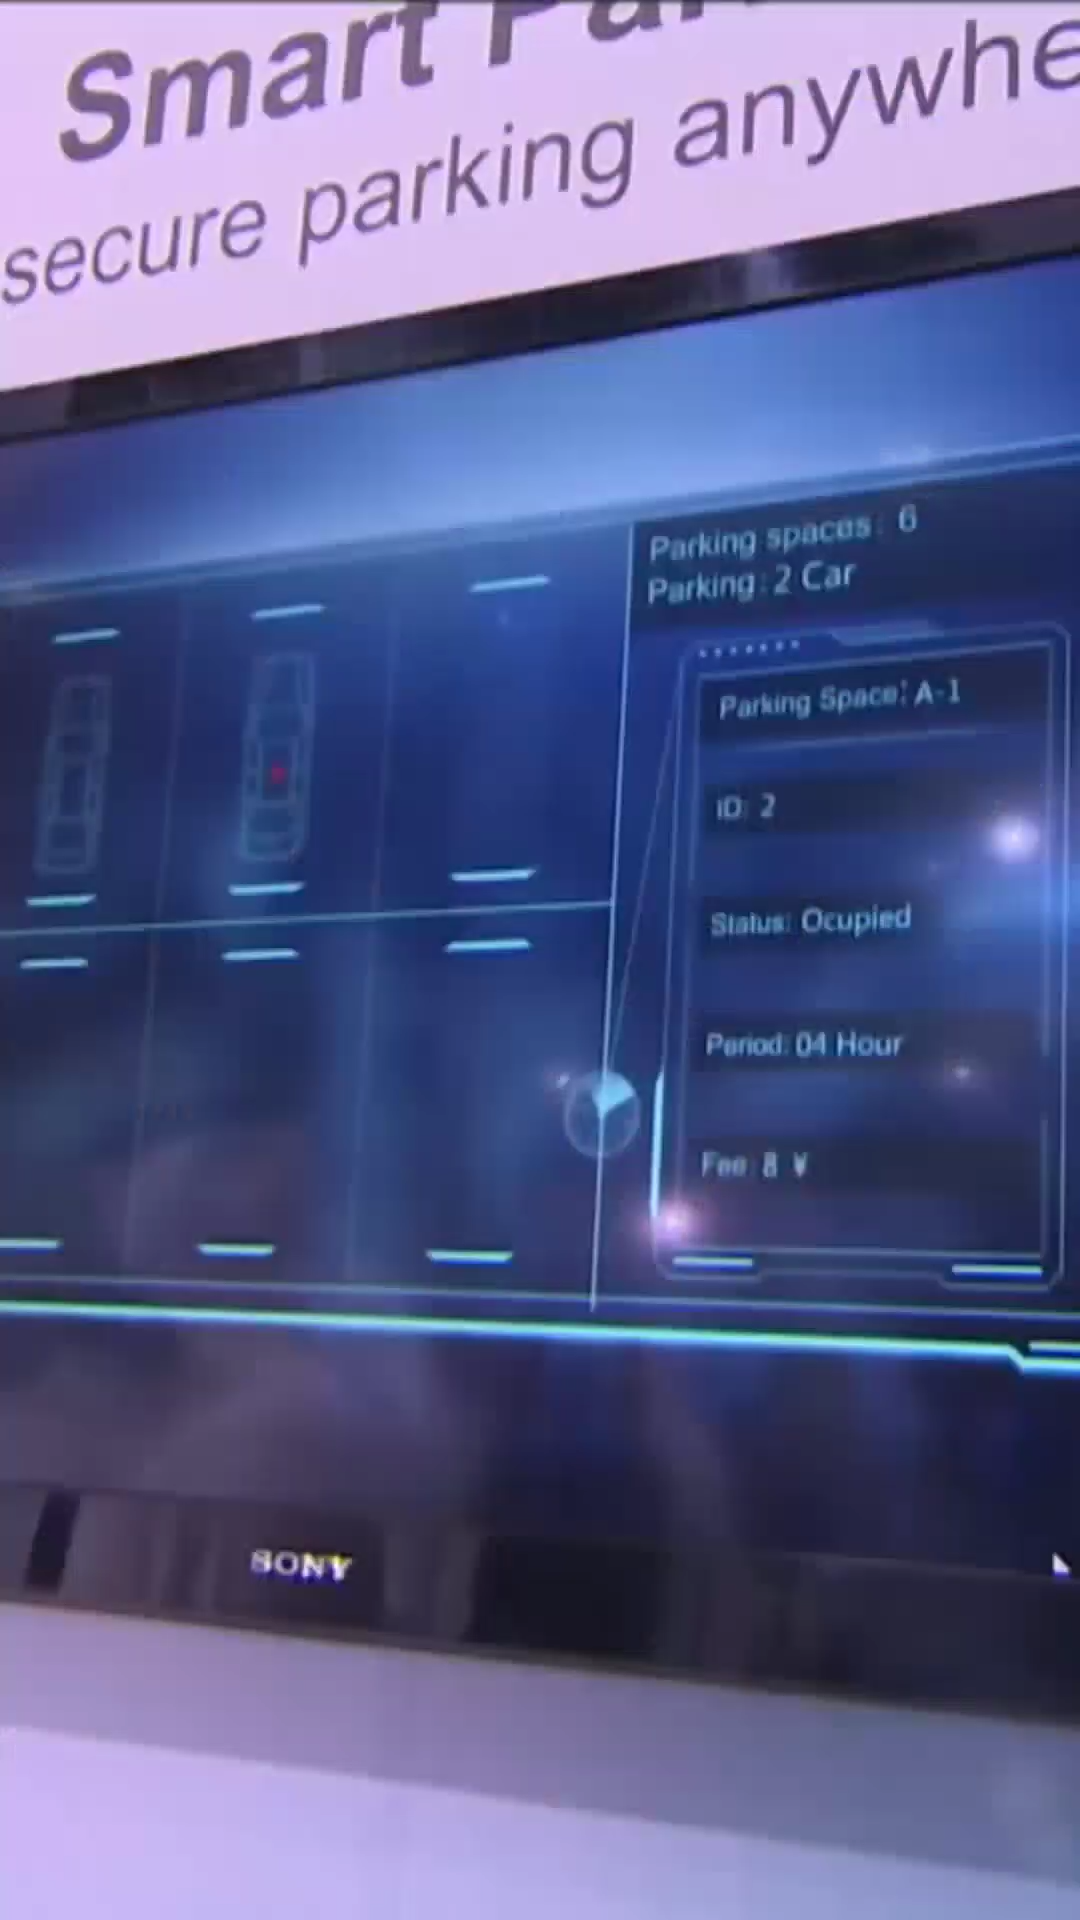 Smart
secure parking
Parking spaces: 6
Parking: 2 Car
Parking Space: A-1
ID: 2
Status: Ocupied
Period: 04 Hour
Fee: 8 ¥
SONY